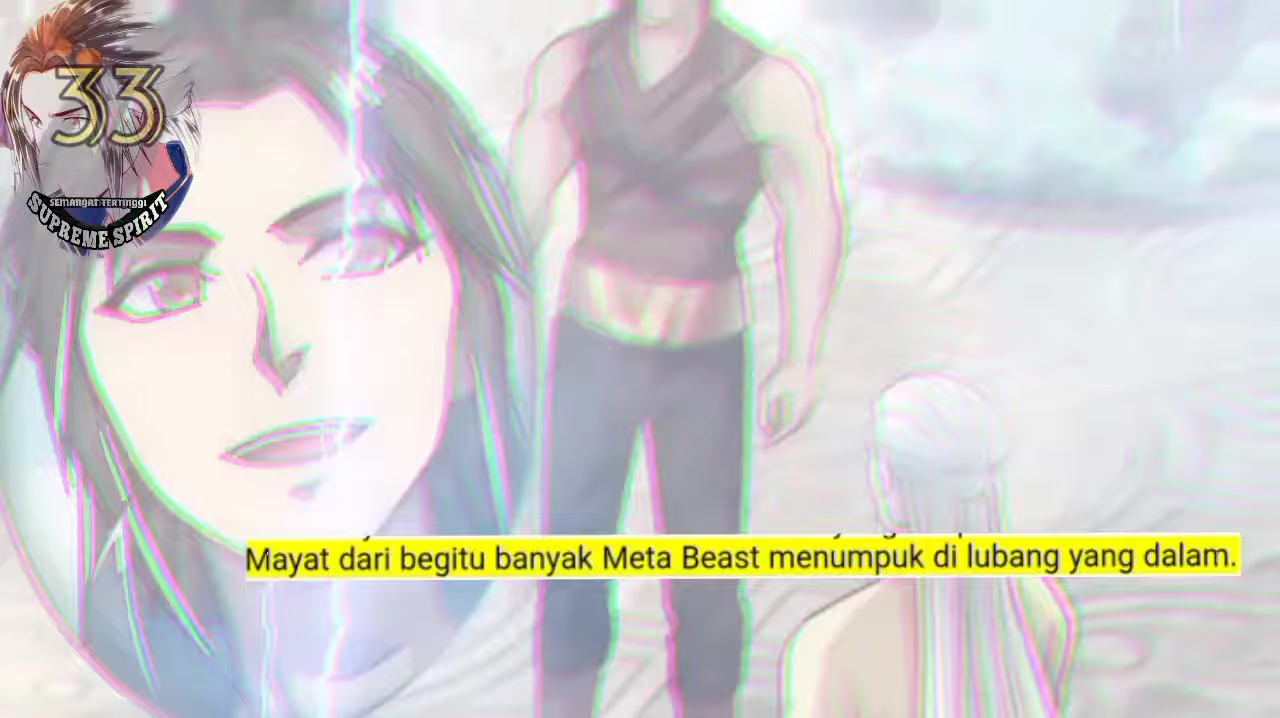 33
SEMANGAT TERTINGGI
SUPREME SPIRIT
Mayat dari begitu banyak Meta Beast menumpuk di lubang yang dalam.